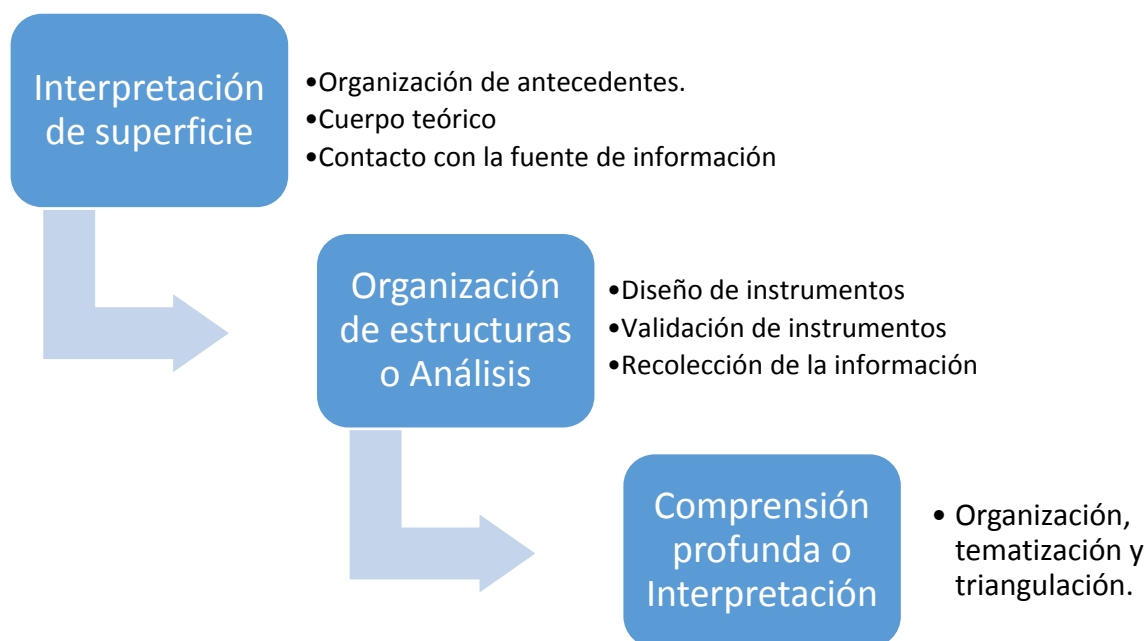 Interpretación
de superficie
•Organización de antecedentes.
•Cuerpo teórico
•Contacto con la fuente de información
Organización
de estructuras
o Análisis
•Diseño de instrumentos
•Validación de instrumentos
•Recolección de la información
Comprensión
profunda o
Interpretación
• Organización,
tematización y
triangulación.